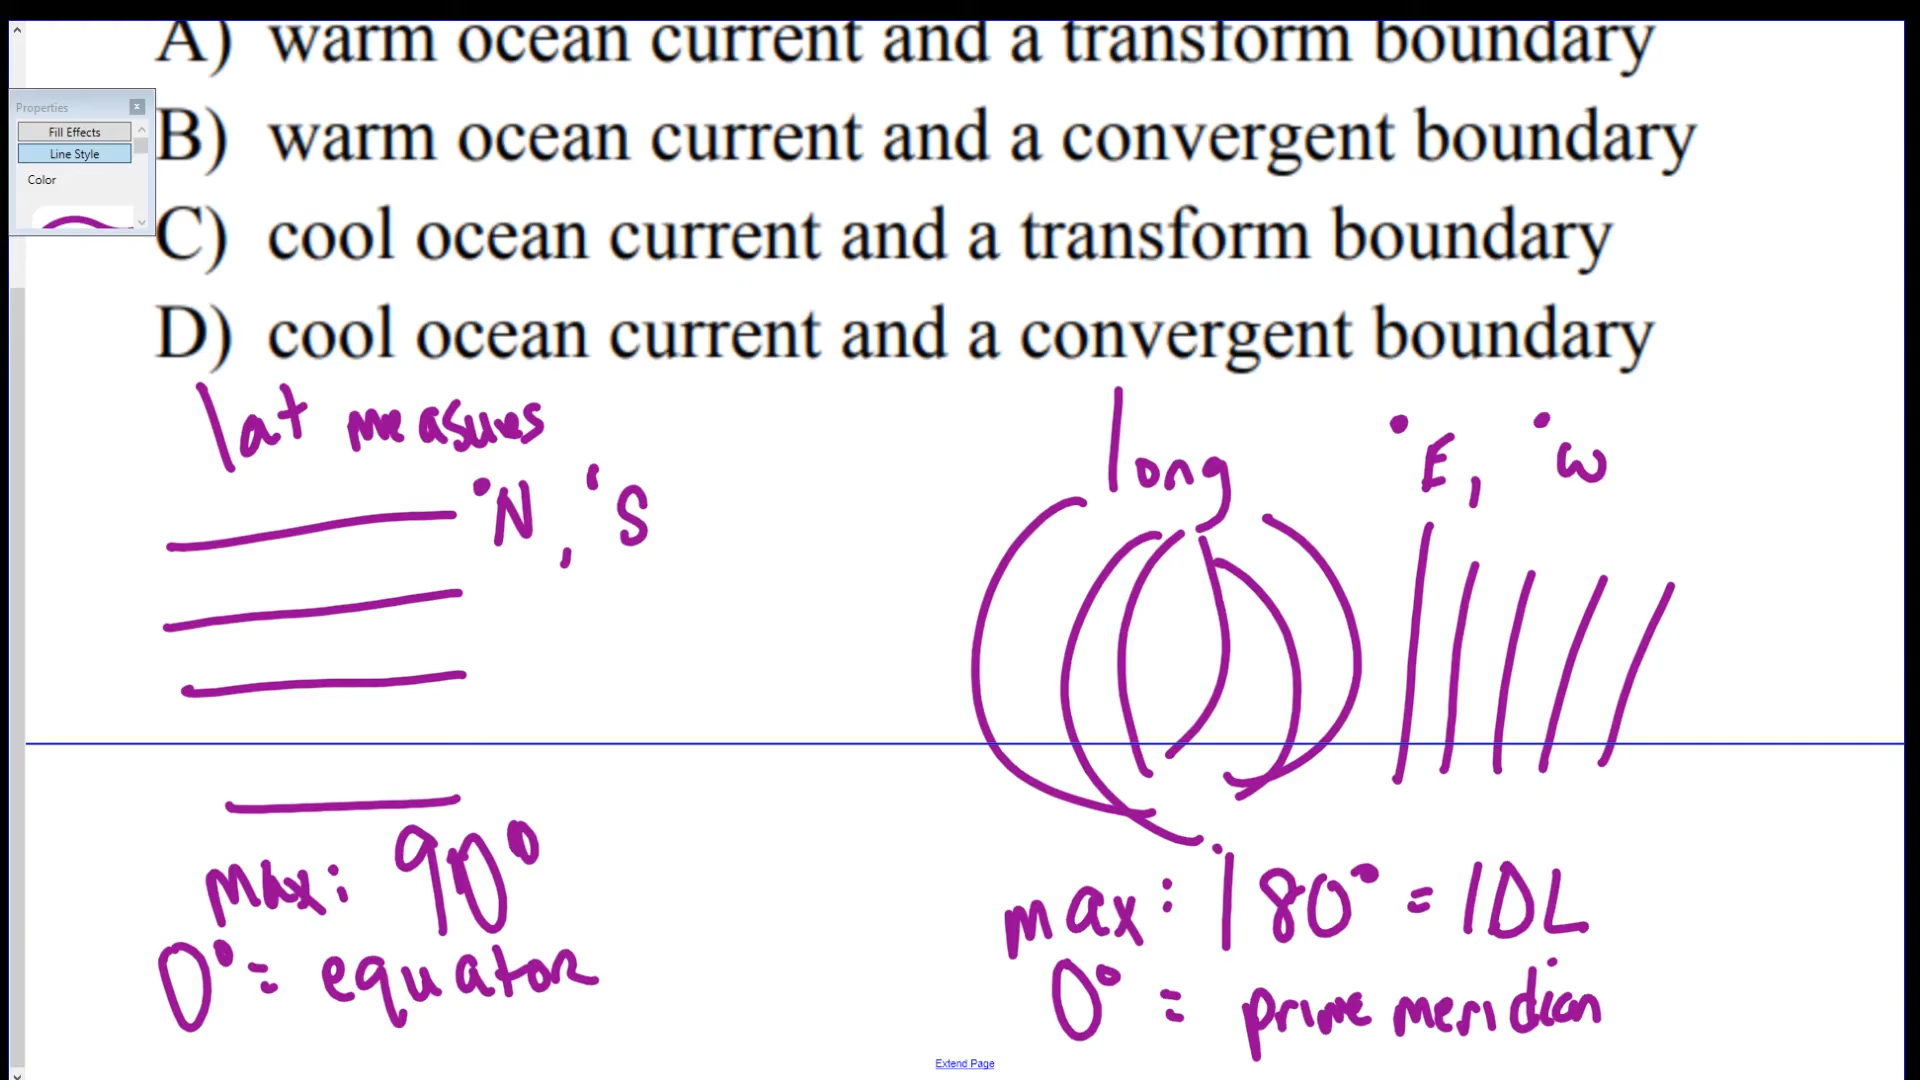 A) warm ocean current and a transform boundary
Properties x
Fill Effects
Line Style
Color
B) warm ocean current and a convergent boundary
C) cool ocean current and a transform boundary
D) cool ocean current and a convergent boundary
lat measures
°N, °S
long °E, °W
max: 90°
0° = equator
max: 180° = IDL
0° = prime meridian
Extend Page